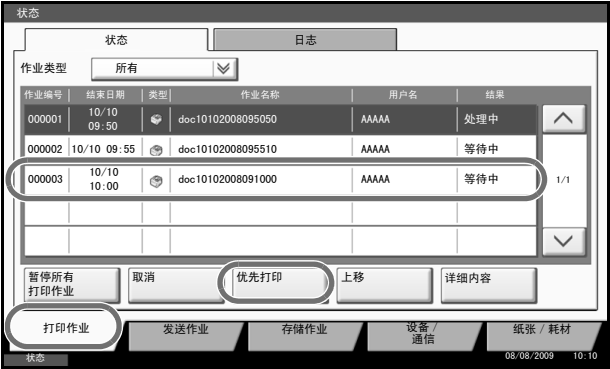 状态
状态 日志
作业类型 所有
作业编号 结束日期 类型 作业名称 用户名 结果
000001 10/10 09:50 doc10102008095050 AAAAA 处理中
000002 10/10 09:55 doc10102008095510 AAAAA 等待中
000003 10/10 10:00 doc10102008091000 AAAAA 等待中
1/1
暂停所有 取消 优先打印 上移 详细内容
打印作业
打印作业 发送作业 存储作业 设备 / 纸张 / 耗材
通信
状态 08/08/2009 10:10